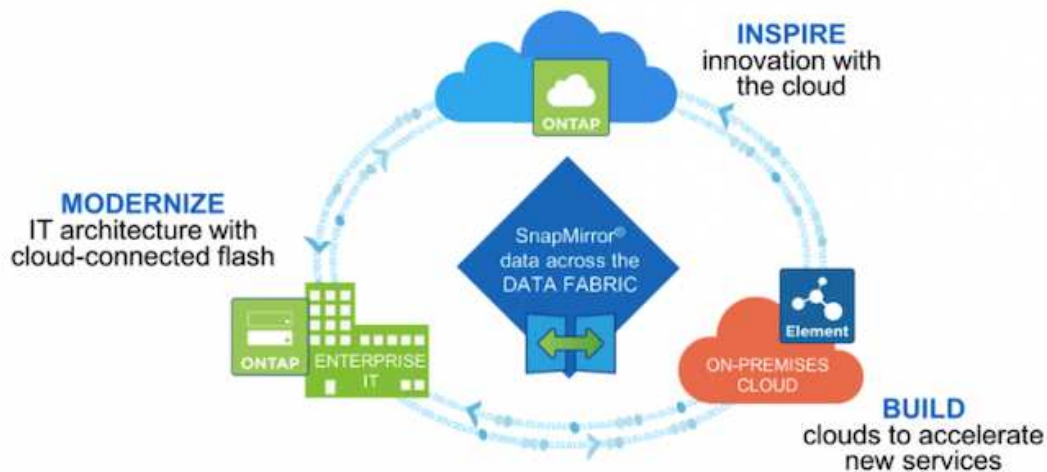 INSPIRE
innovation with
the cloud
ONTAP
MODERNIZE
IT architecture with
cloud-connected flash
SnapMirror®
data across the
DATA FABRIC
ONTAP
ENTERPRISE
IT
Element
ON-PREMISES
CLOUD
BUILD
clouds to accelerate
new services